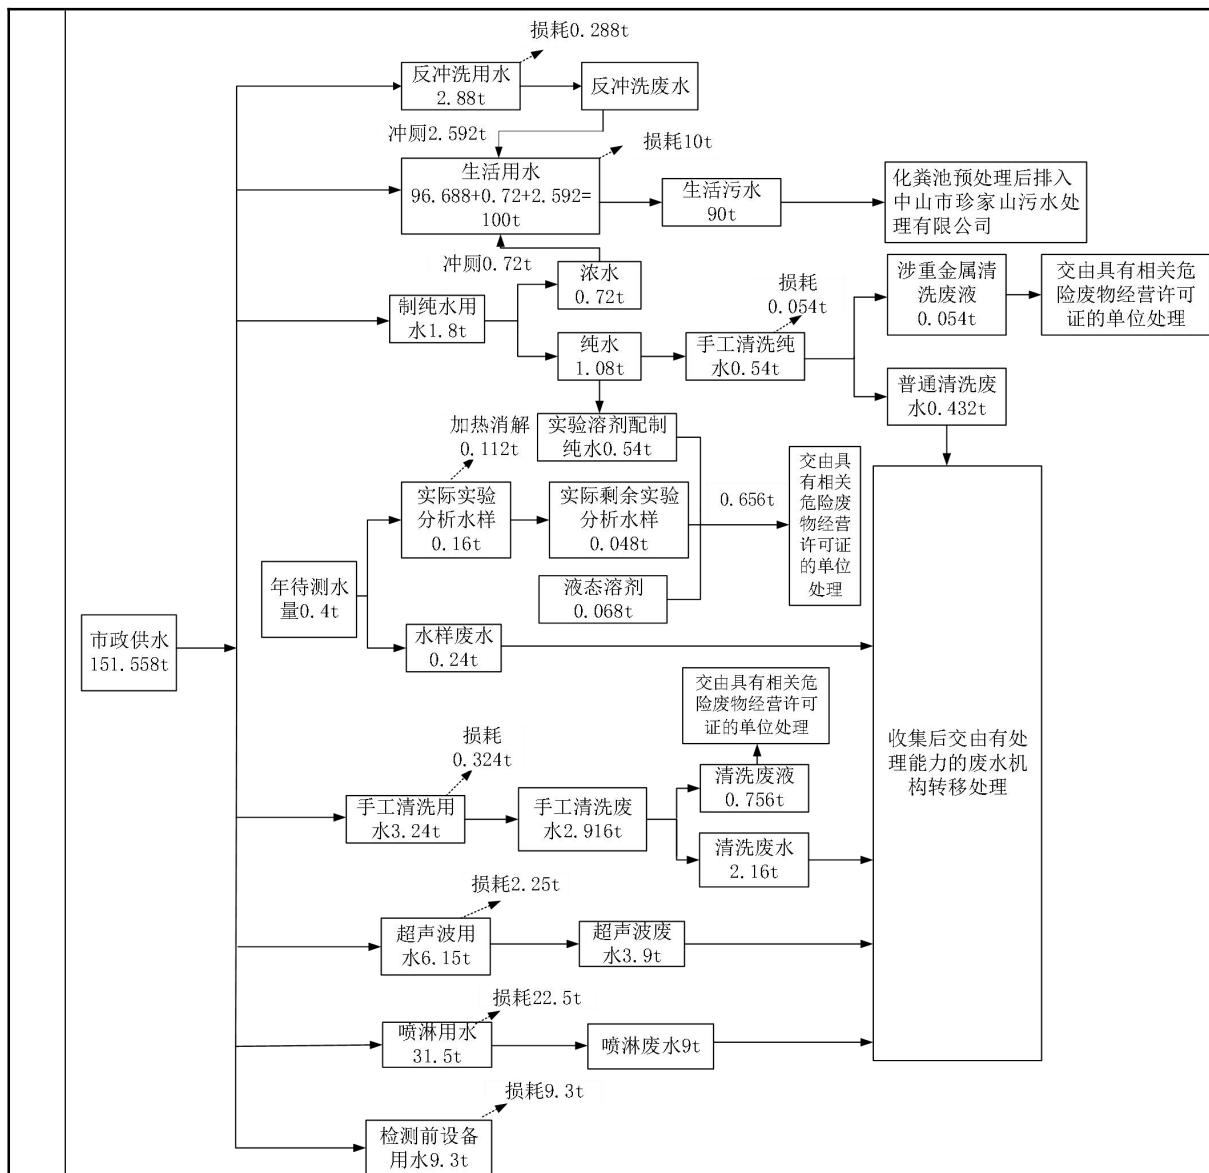 损耗0.288t
反冲洗用水
2.88t
反冲洗废水
冲厕2.592t
损耗10t
生活用水
96.688+0.72+2.592=
100t
生活污水
90t
化粪池预处理后排入
中山市珍家山污水处
理有限公司
冲厕0.72t
浓水
0.72t
制纯水用
水1.8t
纯水
1.08t
损耗
0.054t
手工清洗纯
水0.54t
涉重金属清
洗废液
0.054t
交由具有相关危
险废物经营许可
证的单位处理
普通清洗废
水0.432t
加热消解
0.112t
实验溶剂配制
纯水0.54t
实际实验
分析水样
0.16t
实际剩余实验
分析水样
0.048t
0.656t
交由具
有相关
危险废
物经营
许可证
的单位
处理
年待测水
量0.4t
液态溶剂
0.068t
水样废水
0.24t
市政供水
151.558t
交由具有相关危
险废物经营许可
证的单位处理
损耗
0.324t
手工清洗用
水3.24t
手工清洗废
水2.916t
清洗废液
0.756t
清洗废水
2.16t
收集后交由有处
理能力的废水机
构转移处理
损耗2.25t
超声波用
水6.15t
超声波废
水3.9t
损耗22.5t
喷淋用水
31.5t
喷淋废水9t
损耗9.3t
检测前设备
用水9.3t